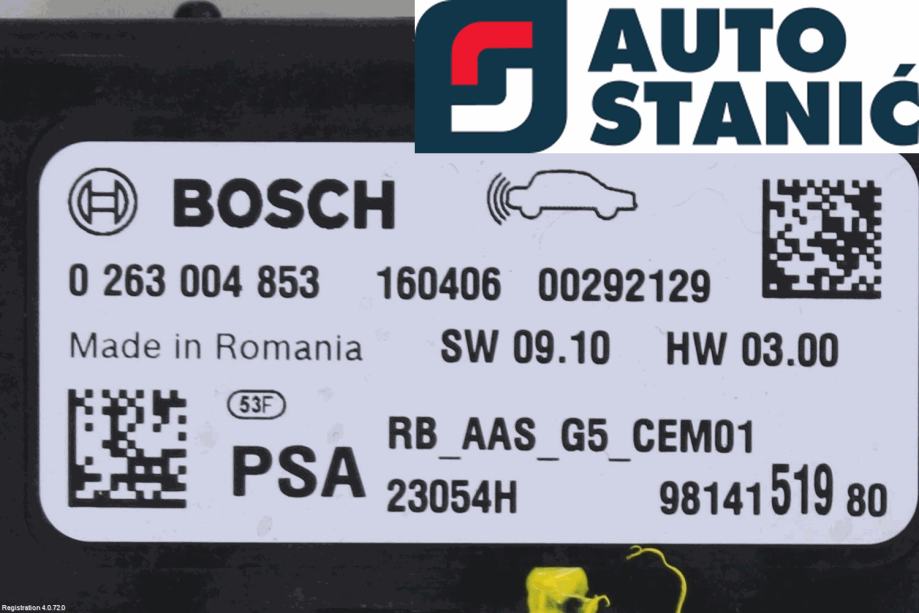 AUTO
STANIĆ
BOSCH
0 263 004 853 160406 00292129
Made in Romania SW 09.10 HW 03.00
53F
PSA RB_AAS_G5_CEM01
23054H 98141 519 80
Registration 4.0.72.0